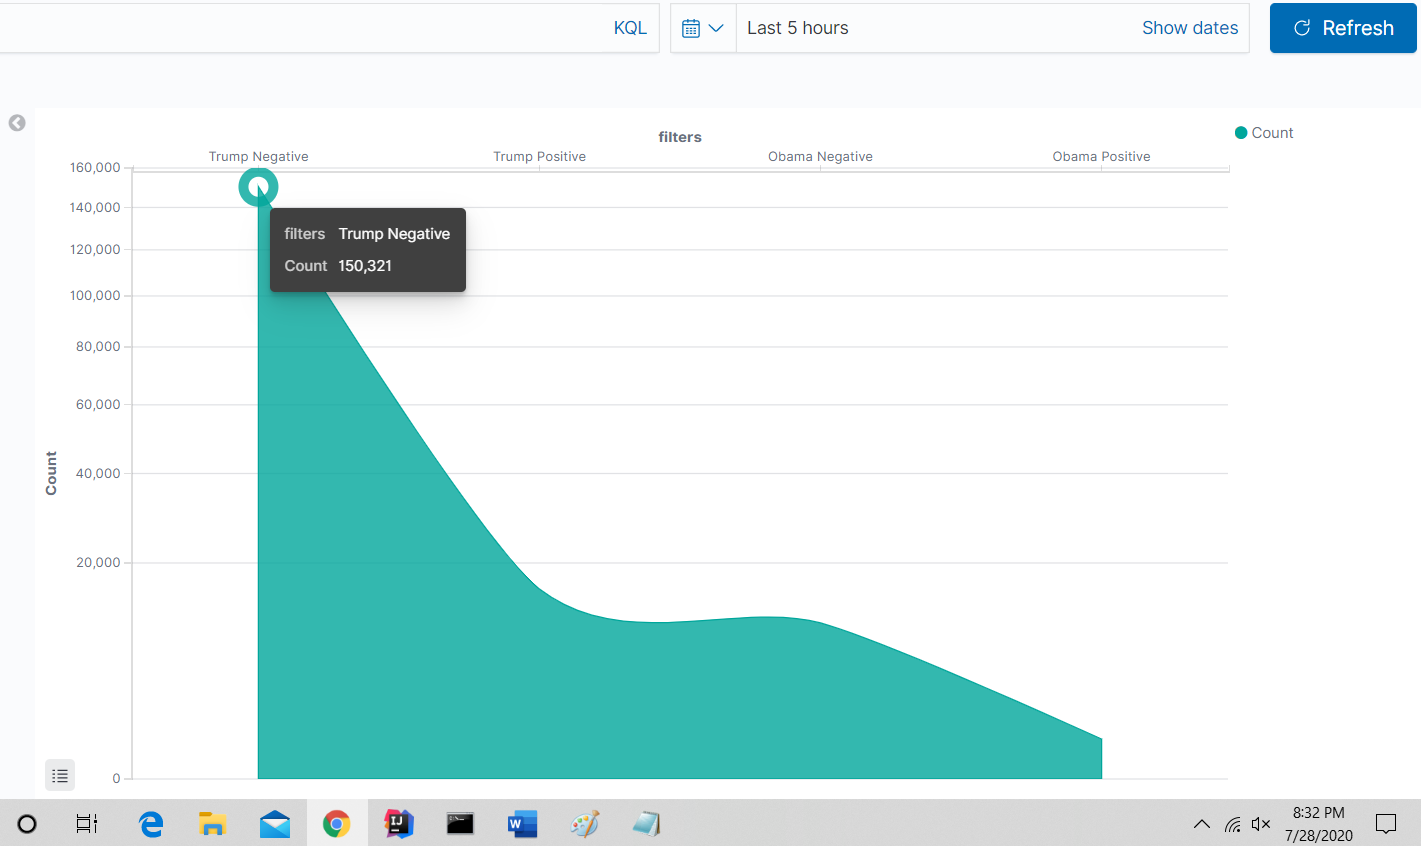 KQL
Last 5 hours
Show dates
Refresh
filters
Count
Trump Negative
Trump Positive
Obama Negative
Obama Positive
160,000
140,000
120,000
100,000
80,000
60,000
40,000
20,000
0
Count
filters Trump Negative
Count 150,321
IJ
W
8:32 PM
7/28/2020